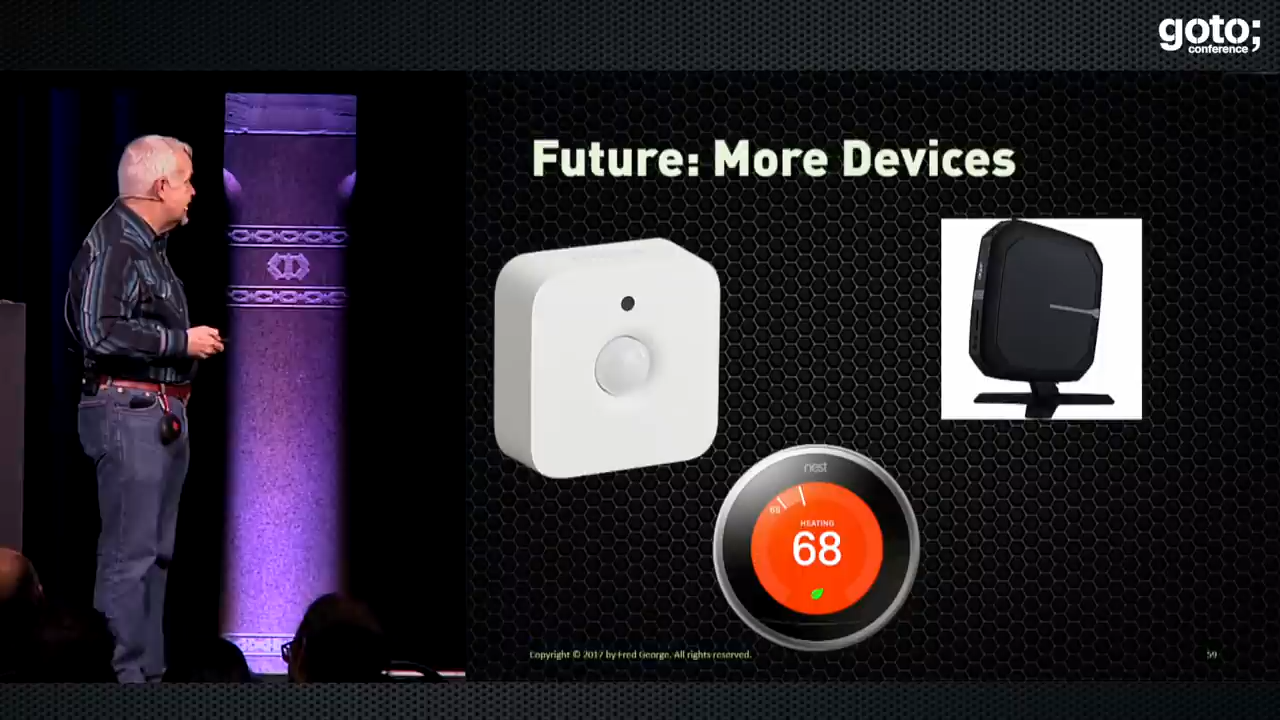 goto;
conference
Future: More Devices
nest
68
HEATING
68
Copyright © 2017 by Fred George. All rights reserved.
59